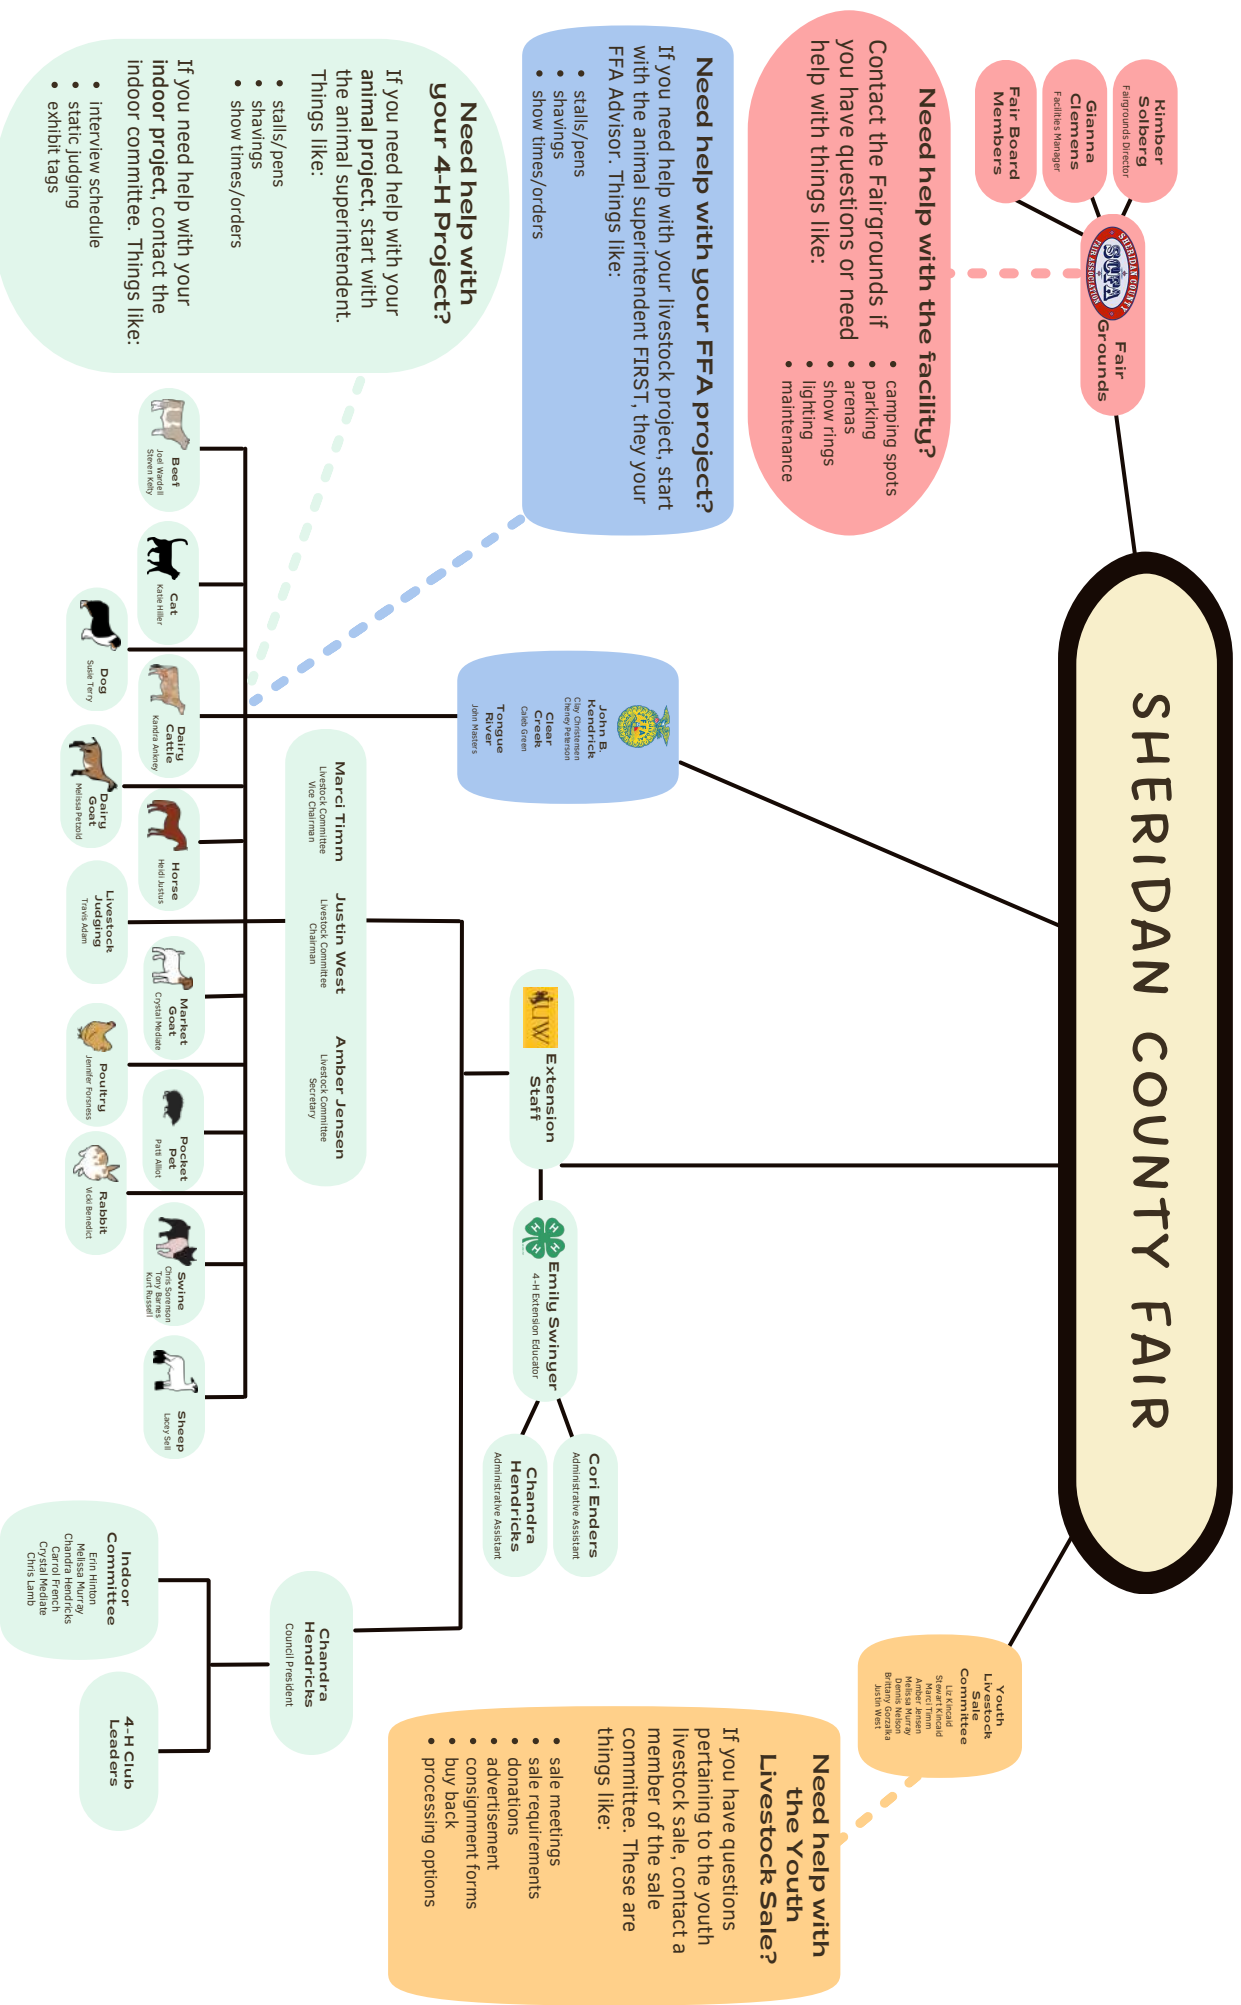 SHERIDAN COUNTY FAIR
Kimber
Solberg
Fairgrounds Director
Gianna
Clemens
Facilities Manager
Fair Board
Members
SHERIDAN COUNTY
SCFA
FAIR ASSOCIATION
Fair
Grounds
Need help with the facility?
Contact the Fairgrounds if
you have questions or need
help with things like:
• camping spots
• parking
• arenas
• show rings
• lighting
• maintenance
Need help with your FFA project?
If you need help with your livestock project, start
with the animal superintendent FIRST, they your
FFA Advisor. Things like:
• stalls/pens
• shavings
• show times/orders
Need help with
your 4-H Project?
If you need help with your
animal project, start with
the animal superintendent.
Things like:
• stalls/pens
• shavings
• show times/orders
If you need help with your
indoor project, contact the
indoor committee. Things like:
• interview schedule
• static judging
• exhibit tags
John B.
Kendrick
Clay Christensen
Cheney Peterson
Clear
Creek
Caleb Green
Tongue
River
John Masters
UW
Extension
Staff
H H
H H
Emily Swinyer
4-H Extension Educator
Cori Enders
Administrative Assistant
Chandra
Hendricks
Administrative Assistant
Youth
Livestock
Sale
Committee
Liz Kincaid
Stewart Kincaid
Marci Timm
Amber Jensen
Melissa Murray
Dennis Nelson
Brittany Gorzalka
Justin West
Need help with
the Youth
Livestock Sale?
If you have questions
pertaining to the youth
livestock sale, contact a
member of the sale
committee. These are
things like:
• sale meetings
• sale requirements
• donations
• advertisement
• consignment forms
• buy back
• processing options
Marci Timm
Livestock Committee
Vice Chairman
Justin West
Livestock Committee
Chairman
Amber Jensen
Livestock Committee
Secretary
Chandra
Hendricks
Council President
Beef
Joel Wardell
Steven Kelty
Cat
Katie Hiller
Dairy
Cattle
Kandra Ankney
Horse
Heidi Justus
Market
Goat
Crystal Mediate
Pocket
Pet
Patti Alliot
Swine
Chris Sorenson
Tony Barnes
Kurt Russell
Sheep
Lacey Sell
Dog
Susie Terry
Dairy
Goat
Melissa Petzold
Livestock
Judging
Travis Adam
Poultry
Jennifer Forsness
Rabbit
Vicki Benedict
Indoor
Committee
Erin Hinton
Melissa Murray
Chandra Hendricks
Carrol French
Crystal Mediate
Chris Lamb
4-H Club
Leaders